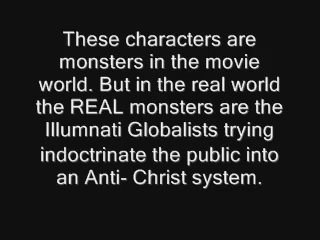 These characters are
monsters in the movie
world. But in the real world
the REAL monsters are the
Illumnati Globalists trying
indoctrinate the public into
an Anti- Christ system.